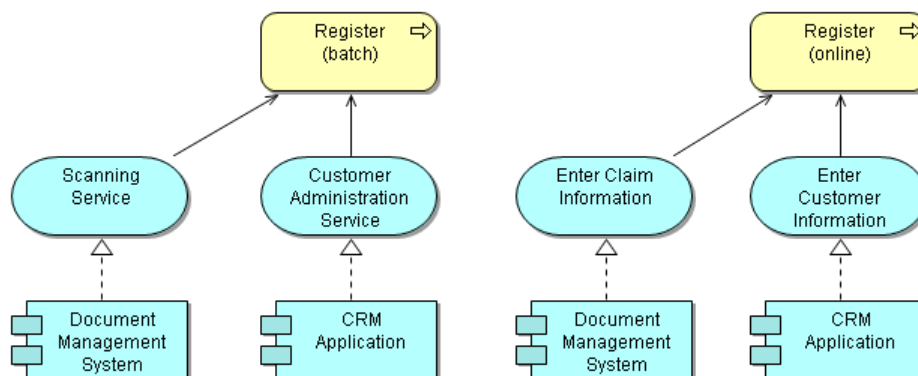 Register
(batch)
Register
(online)
Scanning
Service
Customer
Administration
Service
Enter Claim
Information
Enter
Customer
Information
Document
Management
System
CRM
Application
Document
Management
System
CRM
Application